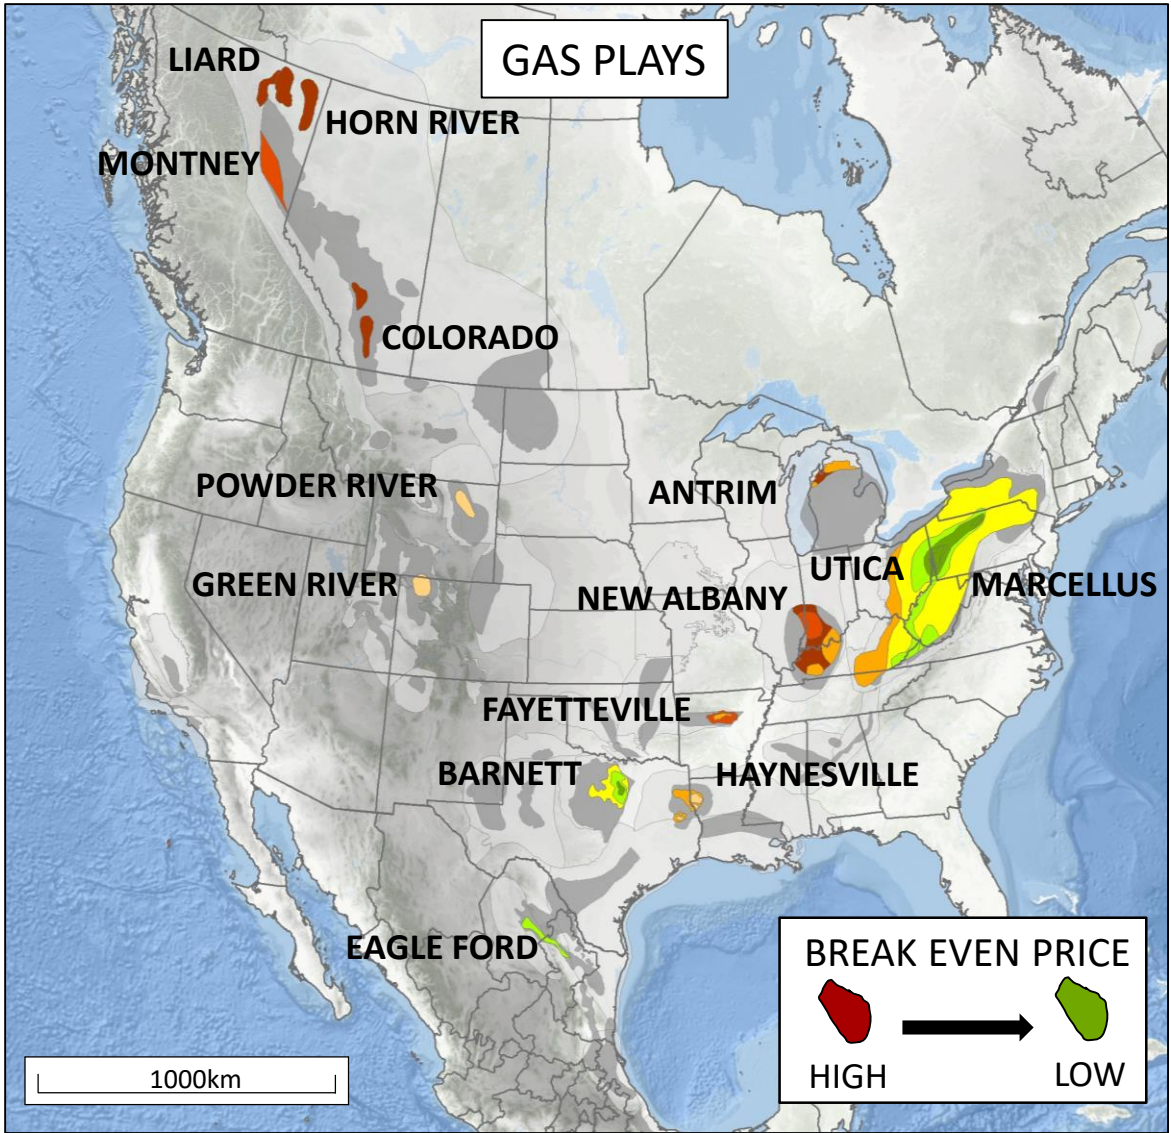 GAS PLAYS
LIARD
HORN RIVER
MONTNEY
COLORADO
POWDER RIVER
ANTRIM
UTICA
GREEN RIVER
MARCELLUS
NEW ALBANY
FAYETTEVILLE
BARNETT
HAYNESVILLE
EAGLE FORD
BREAK EVEN PRICE
HIGH
LOW
1000km